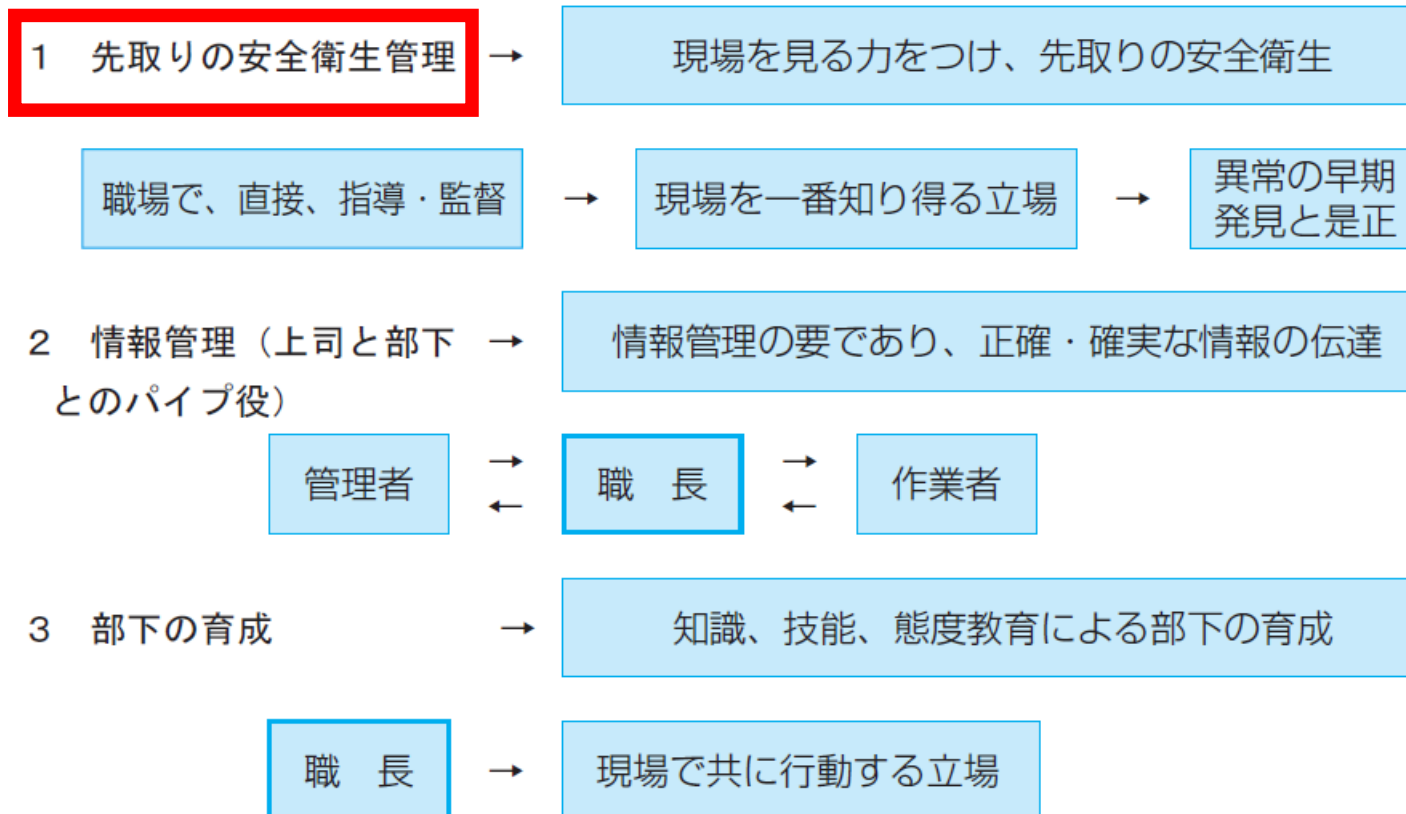 1 先取りの安全衛生管理 → 現場を見る力をつけ、先取りの安全衛生
職場で、直接、指導・監督 → 現場を一番知り得る立場 → 異常の早期
発見と是正
2 情報管理（上司と部下 → 情報管理の要であり、正確・確実な情報の伝達
とのパイプ役）
管理者 → ← 職 長 → ← 作業者
3 部下の育成 → 知識、技能、態度教育による部下の育成
職 長 → 現場で共に行動する立場